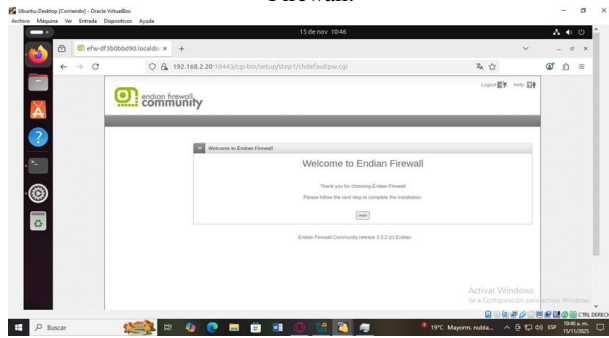 Firewall.
Ubuntu-Desktop [Corriendo] - Oracle VirtualBox
Archivo Máquina Ver Entrada Dispositivos Ayuda
15 de nov 10:46
efw-df3b0bbd90.localdo
192.168.2.20:10443/cgi-bin/setup/step1/chdefaultpw.cgi
Logout Help
endian firewall
community
Welcome to Endian Firewall
Welcome to Endian Firewall
Thank you for choosing Endian Firewall
Please follow the next step to complete the installation.
>>>
Endian Firewall Community release 3.3.2 (c) Endian
Activar Windows
Ve a Configuración para activar Windows.
CTRL DERECH
Buscar
19°C Mayorm. nubla...
ESP
10:46 a. m.
15/11/2025